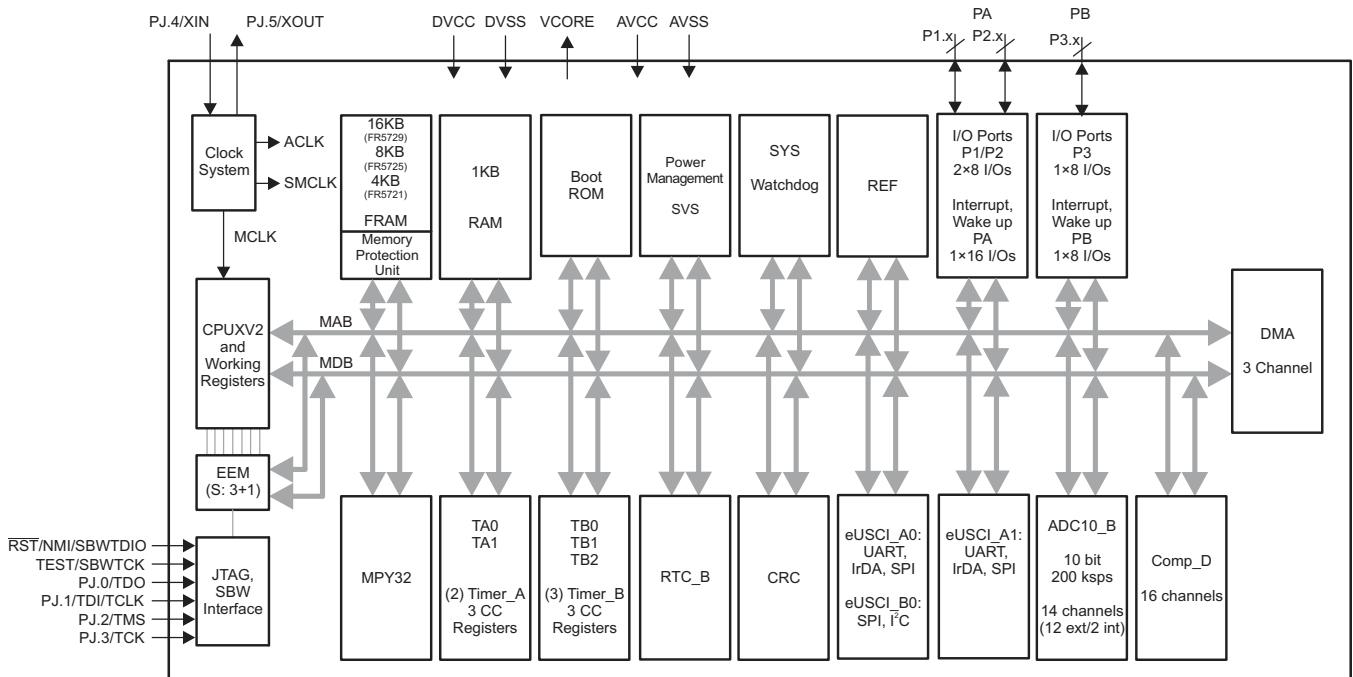 PJ.4/XIN
PJ.5/XOUT
DVCC
DVSS
VCORE
AVCC
AVSS
PA
P1.x
P2.x
PB
P3.x
Clock
System
ACLK
SMCLK
MCLK
16KB
(FR5729)
8KB
(FR5725)
4KB
(FR5721)
FRAM
Memory
Protection
Unit
1KB
RAM
Boot
ROM
Power
Management
SVS
SYS
Watchdog
REF
I/O Ports
P1/P2
2×8 I/Os
Interrupt,
Wake up
PA
1×16 I/Os
I/O Ports
P3
1×8 I/Os
Interrupt,
Wake up
PB
1×8 I/Os
CPUXV2
and
Working
Registers
MAB
MDB
DMA
3 Channel
EEM
(S: 3+1)
RST/NMI/SBWTDIO
TEST/SBWTCK
PJ.0/TDO
PJ.1/TDI/TCLK
PJ.2/TMS
PJ.3/TCK
JTAG,
SBW
Interface
MPY32
TA0
TA1
(2) Timer_A
3 CC
Registers
TB0
TB1
TB2
(3) Timer_B
3 CC
Registers
RTC_B
CRC
eUSCI_A0:
UART,
IrDA, SPI
eUSCI_B0:
SPI, I²C
eUSCI_A1:
UART,
IrDA, SPI
ADC10_B
10 bit
200 ksps
14 channels
(12 ext/2 int)
Comp_D
16 channels